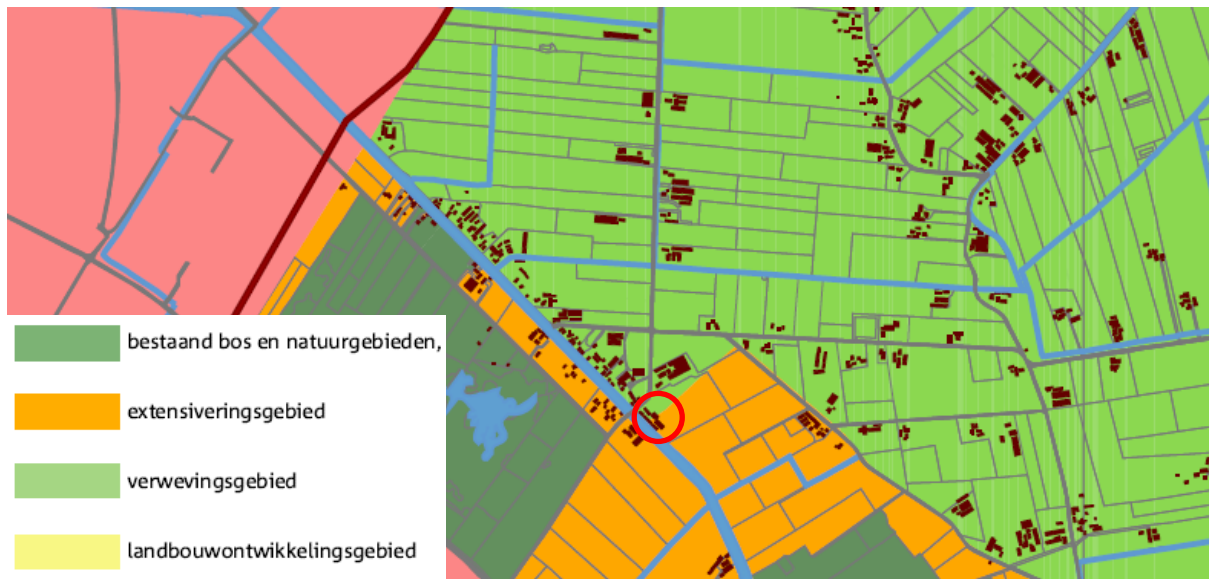 bestaand bos en natuurgebieden,
extensiveringsgebied
verwevingsgebied
landbouwontwikkelingsgebied